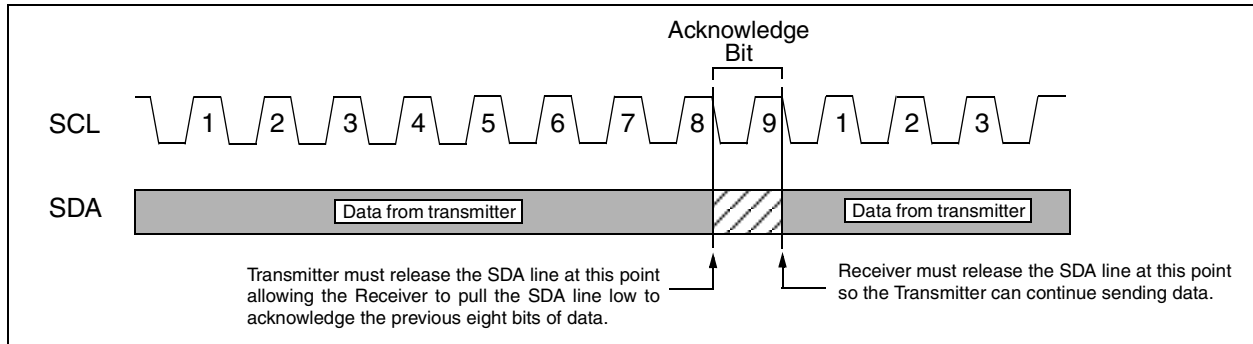 Acknowledge
Bit
SCL 1 2 3 4 5 6 7 8 9 1 2 3
SDA Data from transmitter Data from transmitter
Transmitter must release the SDA line at this point
allowing the Receiver to pull the SDA line low to
acknowledge the previous eight bits of data.
Receiver must release the SDA line at this point
so the Transmitter can continue sending data.